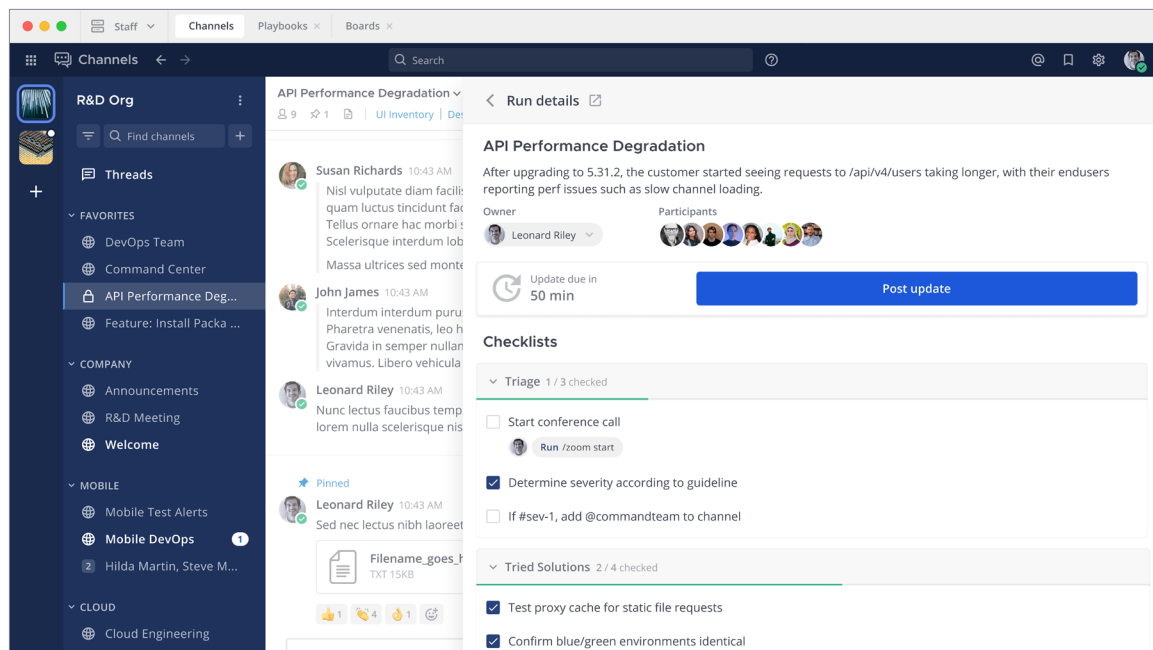 Staff
Channels
Playbooks
Boards
Channels
Search
R&D Org
Find channels
Threads
FAVORITES
DevOps Team
Command Center
API Performance Deg...
Feature: Install Packa ...
COMPANY
Announcements
R&D Meeting
Welcome
MOBILE
Mobile Test Alerts
Mobile DevOps 1
2 Hilda Martin, Steve M...
CLOUD
Cloud Engineering
API Performance Degradation
9 1 UI Inventory Des
Susan Richards 10:43 AM
Nisl vulputate diam facilis
quam luctus tincidunt fac
Tellus ornare hac morbi s
Scelerisque interdum lob
Massa ultrices sed monte
John James 10:43 AM
Interdum interdum puru
Pharetra venenatis, leo h
Gravida in semper nullam
vivamus. Libero vehicula
Leonard Riley 10:43 AM
Nunc lectus faucibus temp
lorem nulla scelerisque nis
Pinned
Leonard Riley 10:43 AM
Sed nec lectus nibh laoreet
Filename_goes_h
TXT 15KB
1 4 1
Run details
API Performance Degradation
After upgrading to 5.31.2, the customer started seeing requests to /api/v4/users taking longer, with their endusers
reporting perf issues such as slow channel loading.
Owner
Leonard Riley
Participants
Update due in
50 min
Post update
Checklists
Triage 1 / 3 checked
Start conference call
Run /zoom start
Determine severity according to guideline
If #sev-1, add @commandteam to channel
Tried Solutions 2 / 4 checked
Test proxy cache for static file requests
Confirm blue/green environments identical